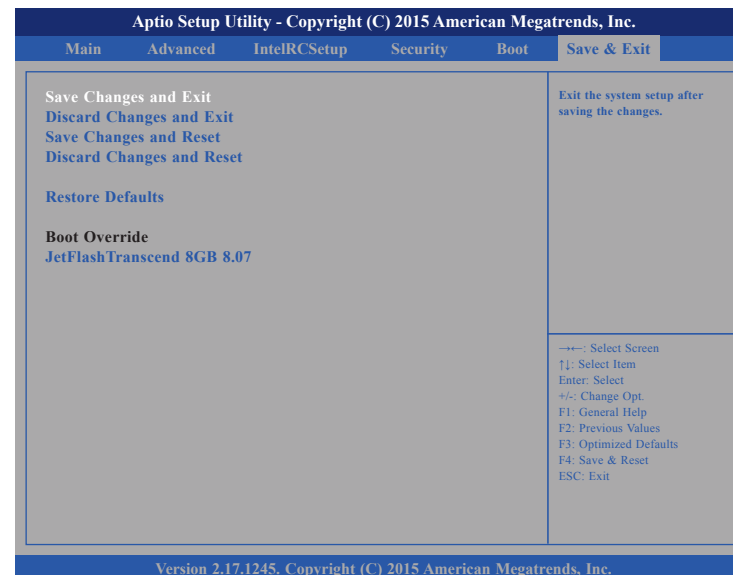 Aptio Setup Utility - Copyright (C) 2015 American Megatrends, Inc.
Main Advanced IntelRCSetup Security Boot Save & Exit
Save Changes and Exit
Discard Changes and Exit
Save Changes and Reset
Discard Changes and Reset
Restore Defaults
Boot Override
JetFlashTranscend 8GB 8.07
Exit the system setup after
saving the changes.
→←: Select Screen
↑↓: Select Item
Enter: Select
+/-: Change Opt.
F1: General Help
F2: Previous Values
F3: Optimized Defaults
F4: Save & Reset
ESC: Exit
Version 2.17.1245. Copyright (C) 2015 American Megatrends, Inc.